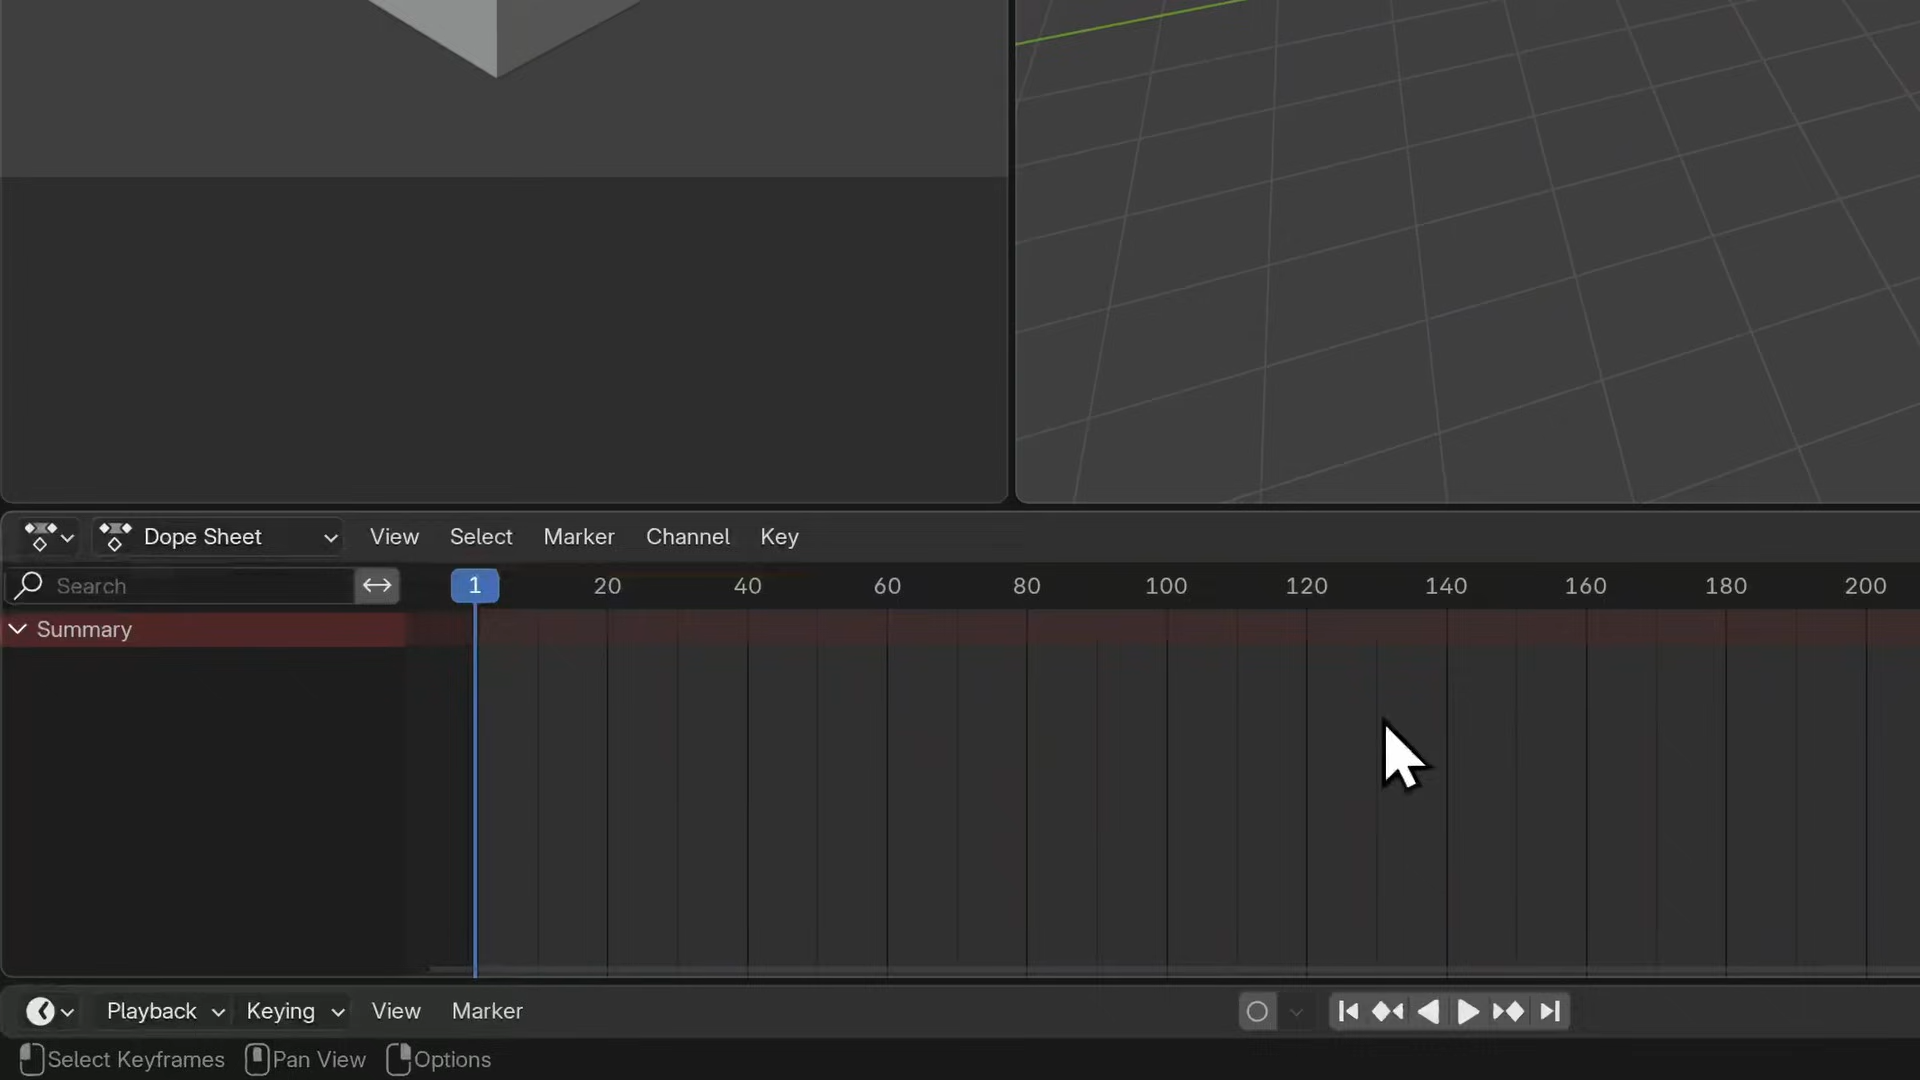 Dope Sheet View Select Marker Channel Key
Search 1 20 40 60 80 100 120 140 160 180 200
Summary
Playback Keying View Marker
Select Keyframes Pan View Options